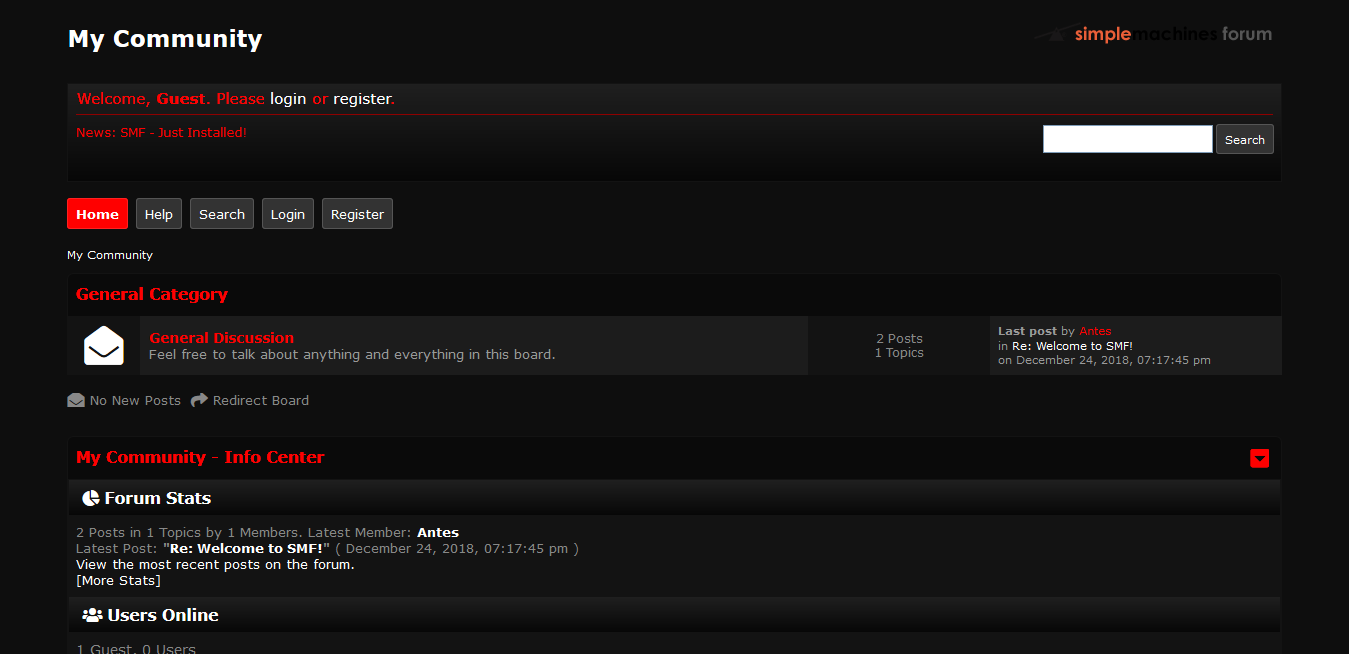 My Community
simplemachines forum
Welcome, Guest. Please login or register.
News: SMF - Just Installed!
Search
Home Help Search Login Register
My Community
General Category
General Discussion
Feel free to talk about anything and everything in this board.
2 Posts
1 Topics
Last post by Antes
in Re: Welcome to SMF!
on December 24, 2018, 07:17:45 pm
No New Posts Redirect Board
My Community - Info Center
Forum Stats
2 Posts in 1 Topics by 1 Members. Latest Member: Antes
Latest Post: "Re: Welcome to SMF!" ( December 24, 2018, 07:17:45 pm )
View the most recent posts on the forum.
[More Stats]
Users Online
1 Guest, 0 Users